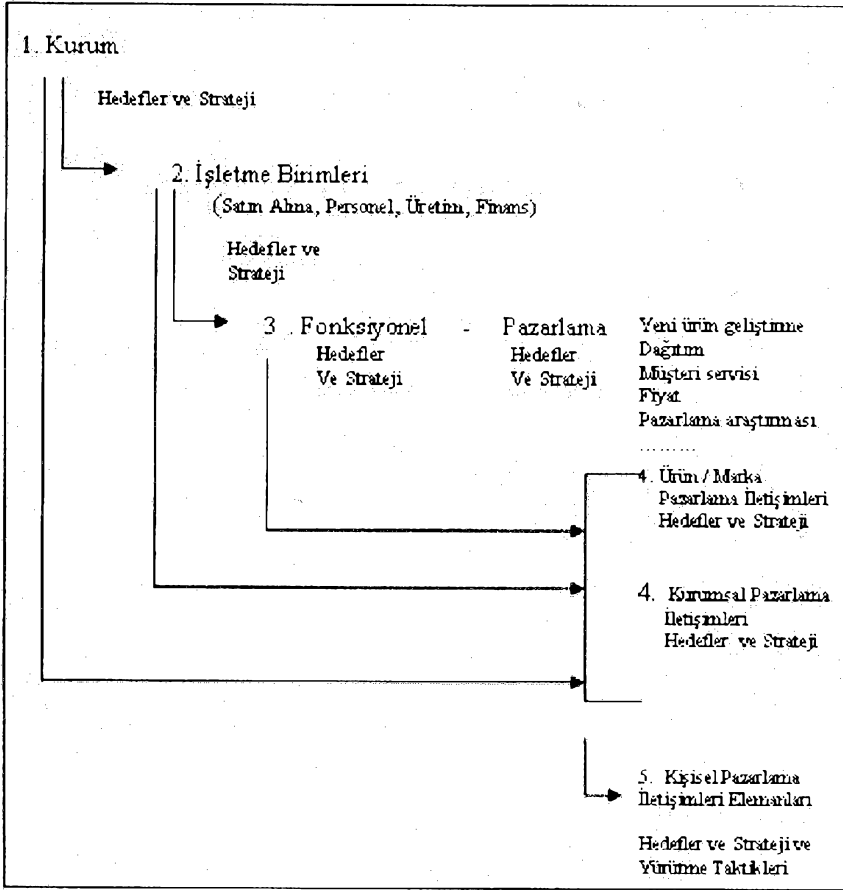 1. Kurum
Hedefler ve Strateji
2. İşletme Birimleri
(Satın Alma, Personel, Üretim, Finans)
Hedefler ve
Strateji
3 . Fonksiyonel - Pazarlama
Hedefler
Ve Strateji
Hedefler
Ve Strateji
Yeni ürün geliştirme
Dağıtım
Müşteri servisi
Fiyat
Pazarlama araştırması
.........
4. Ürün / Marka
Pazarlama İletişimleri
Hedefler ve Strateji
4. Kurumsal Pazarlama
İletişimleri
Hedefler ve Strateji
5. Kişisel Pazarlama
İletişimleri Elemanları
Hedefler ve Strateji ve
Yürütme Taktikleri